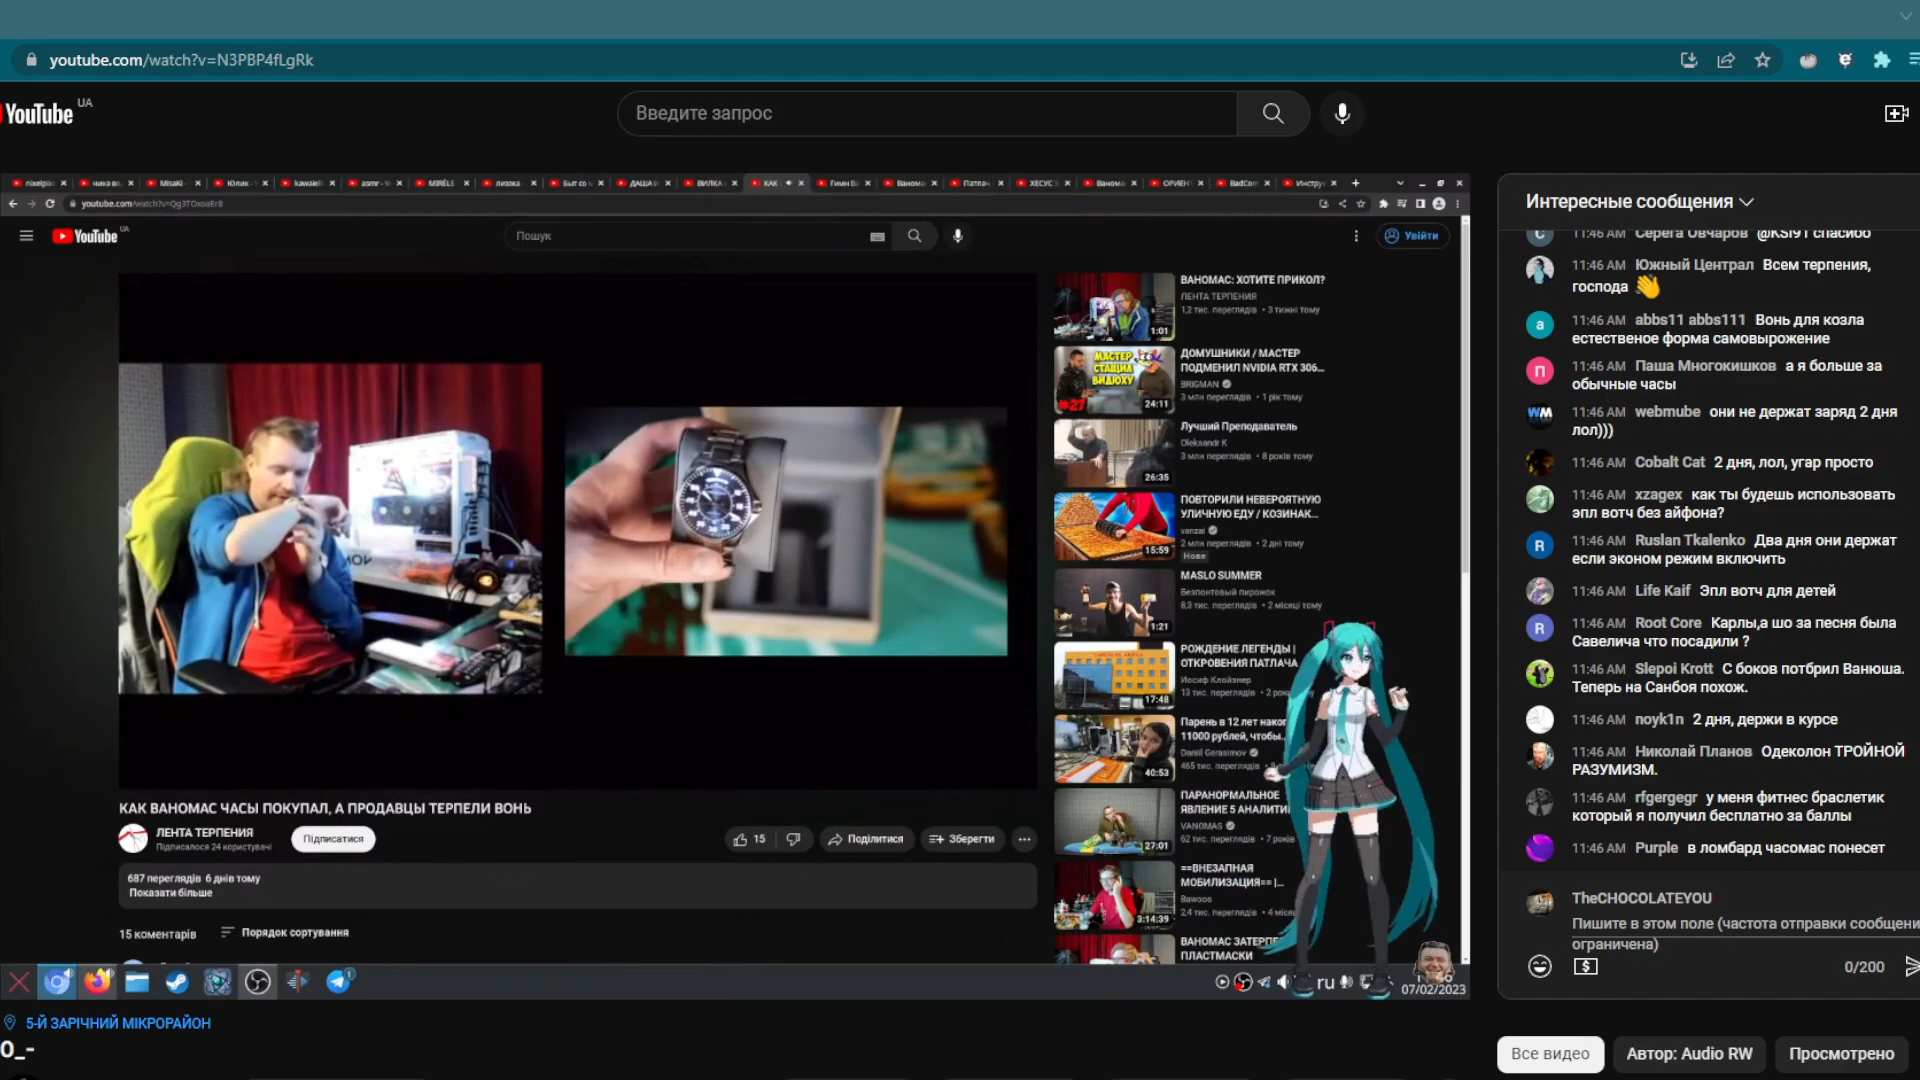 youtube.com/watch?v=N3PBP4fLgRk
YouTube UA
Введите запрос
youtube.com/watch?v=Qg3TOxoaEr8
YouTube UA
Пошук
Увійти
ВАНОМАС: ХОТИТЕ ПРИКОЛ?
ЛЕНТА ТЕРПЕНИЯ
1,2 тис. переглядів • 3 тижні тому
1:01
МАСТЕР СТАЩИЛ ВИДЮХУ
#27
24:11
ДОМУШНИКИ / МАСТЕР
ПОДМЕНИЛ NVIDIA RTX 306...
BRIGMAN
3 млн переглядів • 1 рік тому
Лучший Преподаватель
Oleksandr K
3 млн переглядів • 8 років тому
26:35
ПОВТОРИЛИ НЕВЕРОЯТНУЮ
УЛИЧНУЮ ЕДУ / КОЗИНАК...
vanzai
2 млн переглядів • 2 дні тому
Нове
15:59
MASLO SUMMER
Безпонтовый пирожок
8,3 тис. переглядів • 2 місяці тому
1:21
РОЖДЕНИЕ ЛЕГЕНДЫ |
ОТКРОВЕНИЯ ПАТЛАЧА
Иосиф Клойзнер
13 тис. переглядів • 2 рок
17:48
Парень в 12 лет накоп
11000 рублей, чтобы...
Daniil Gerasimov
465 тис. переглядів
40:53
ПАРАНОРМАЛЬНОЕ
ЯВЛЕНИЕ 5 АНАЛИТИ
VANOMAS
62 тис. переглядів • 7 років
27:01
==ВНЕЗАПНАЯ
МОБИЛИЗАЦИЯ== |...
Bawoos
2,4 тис. переглядів • 4 міся
3:14:39
ВАНОМАС ЗАТЕРПЕ
ПЛАСТМАСКИ
КАК ВАНОМАС ЧАСЫ ПОКУПАЛ, А ПРОДАВЦЫ ТЕРПЕЛИ ВОНЬ
ЛЕНТА ТЕРПЕНИЯ
Підписалося 24 користувачі
Підписатися
15
Поділитися
Зберегти
687 переглядів 6 днів тому
Показати більше
15 коментарів
Порядок сортування
ru
07/02/2023
5-Й ЗАРІЧНИЙ МІКРОРАЙОН
0_-
Интересные сообщения
11:46 AM Серега Овчаров @KSI91 спасибо
11:46 AM Южный Централ Всем терпения,
господа 👋
11:46 AM abbs11 abbs111 Вонь для козла
естественое форма самовырожение
11:46 AM Паша Многокишков а я больше за
обычные часы
11:46 AM webmube они не держат заряд 2 дня
лол)))
11:46 AM Cobalt Cat 2 дня, лол, угар просто
11:46 AM xzagex как ты будешь использовать
эпл вотч без айфона?
11:46 AM Ruslan Tkalenko Два дня они держат
если эконом режим включить
11:46 AM Life Kaif Эпл вотч для детей
11:46 AM Root Core Карлы,а шо за песня была
Савелича что посадили ?
11:46 AM Slepoi Krott С боков потбрил Ванюша.
Теперь на Санбоя похож.
11:46 AM noyk1n 2 дня, держи в курсе
11:46 AM Николай Планов Одеколон ТРОЙНОЙ
РАЗУМИЗМ.
11:46 AM rfgergegr у меня фитнес браслетик
который я получил бесплатно за баллы
11:46 AM Purple в ломбард часомас понесет
TheCHOCOLATEYOU
Пишите в этом поле (частота отправки сообщени
ограничена)
0/200
Все видео
Автор: Audio RW
Просмотрено